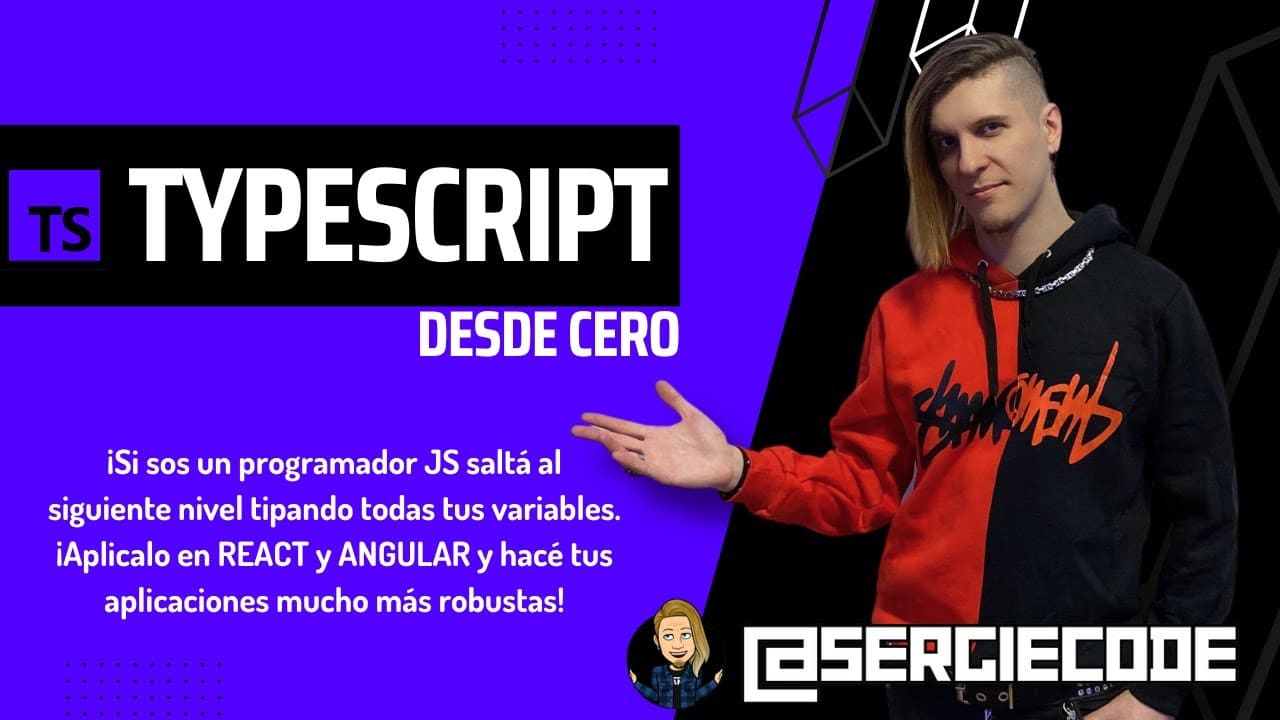 TS TYPESCRIPT
DESDE CERO
¡Si sos un programador JS saltá al
siguiente nivel tipando todas tus variables.
¡Aplicalo en REACT y ANGULAR y hacé tus
aplicaciones mucho más robustas!
@SERGIECODE